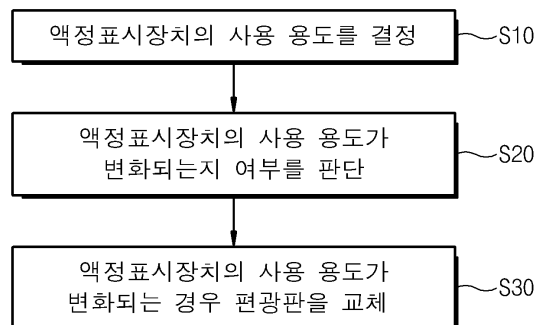 액정표시장치의 사용 용도를 결정 S10
액정표시장치의 사용 용도가
변화되는지 여부를 판단
S20
액정표시장치의 사용 용도가
변화되는 경우 편광판을 교체
S30